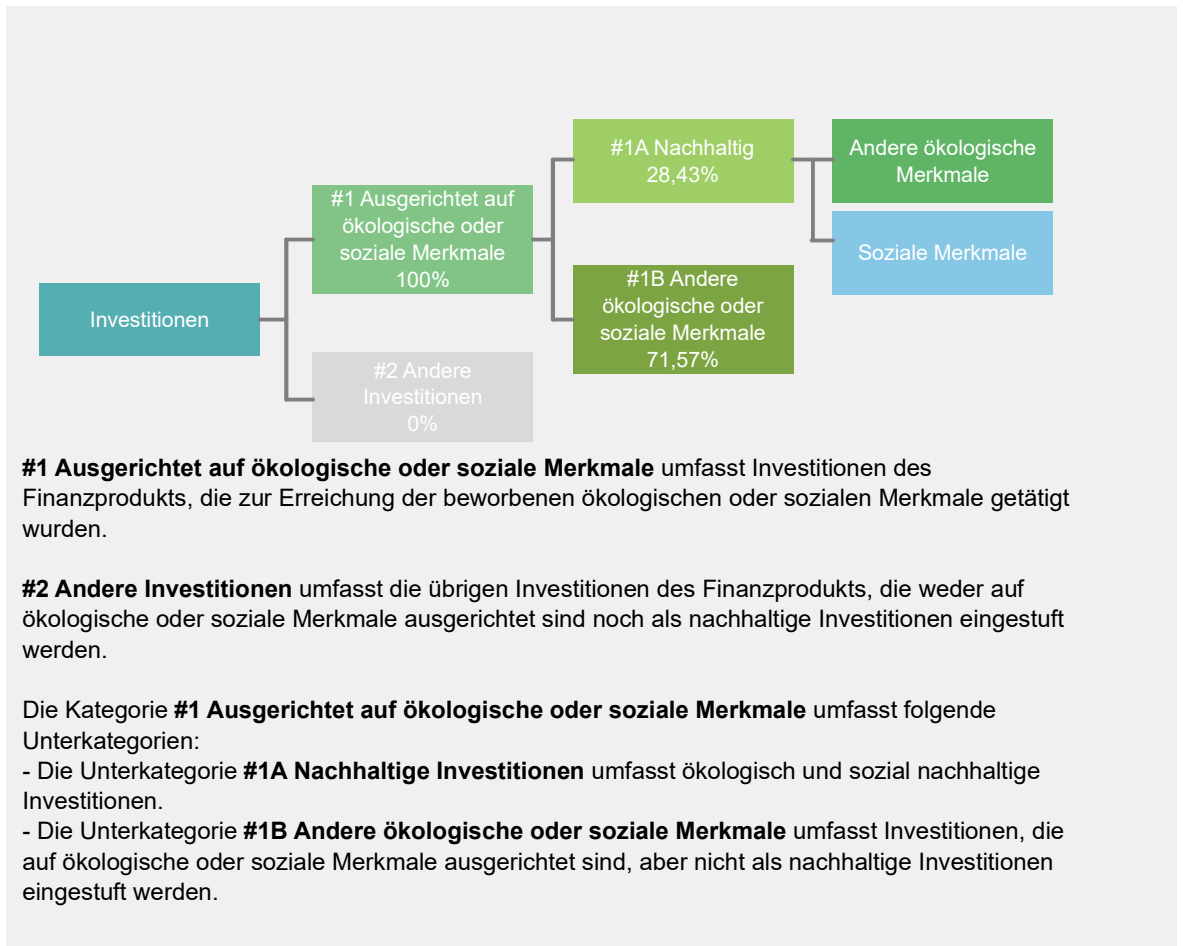 #1A Nachhaltig
28,43%
Andere ökologische
Merkmale
#1 Ausgerichtet auf
ökologische oder
soziale Merkmale
100%
Soziale Merkmale
#1B Andere
ökologische oder
soziale Merkmale
71,57%
Investitionen
#2 Andere
Investitionen
0%
#1 Ausgerichtet auf ökologische oder soziale Merkmale umfasst Investitionen des
Finanzprodukts, die zur Erreichung der beworbenen ökologischen oder sozialen Merkmale getätigt
wurden.
#2 Andere Investitionen umfasst die übrigen Investitionen des Finanzprodukts, die weder auf
ökologische oder soziale Merkmale ausgerichtet sind noch als nachhaltige Investitionen eingestuft
werden.
Die Kategorie #1 Ausgerichtet auf ökologische oder soziale Merkmale umfasst folgende
Unterkategorien:
- Die Unterkategorie #1A Nachhaltige Investitionen umfasst ökologisch und sozial nachhaltige
Investitionen.
- Die Unterkategorie #1B Andere ökologische oder soziale Merkmale umfasst Investitionen, die
auf ökologische oder soziale Merkmale ausgerichtet sind, aber nicht als nachhaltige Investitionen
eingestuft werden.